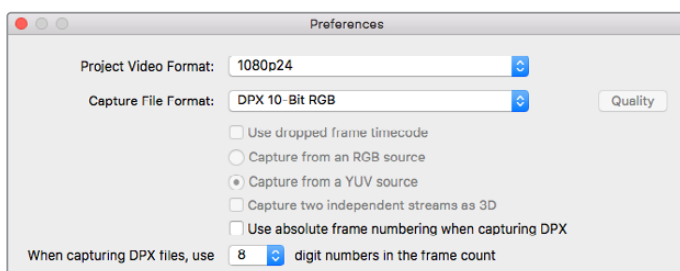 Preferences
Project Video Format: 1080p24
Capture File Format: DPX 10-Bit RGB Quality
Use dropped frame timecode
Capture from an RGB source
Capture from a YUV source
Capture two independent streams as 3D
Use absolute frame numbering when capturing DPX
When capturing DPX files, use 8 digit numbers in the frame count